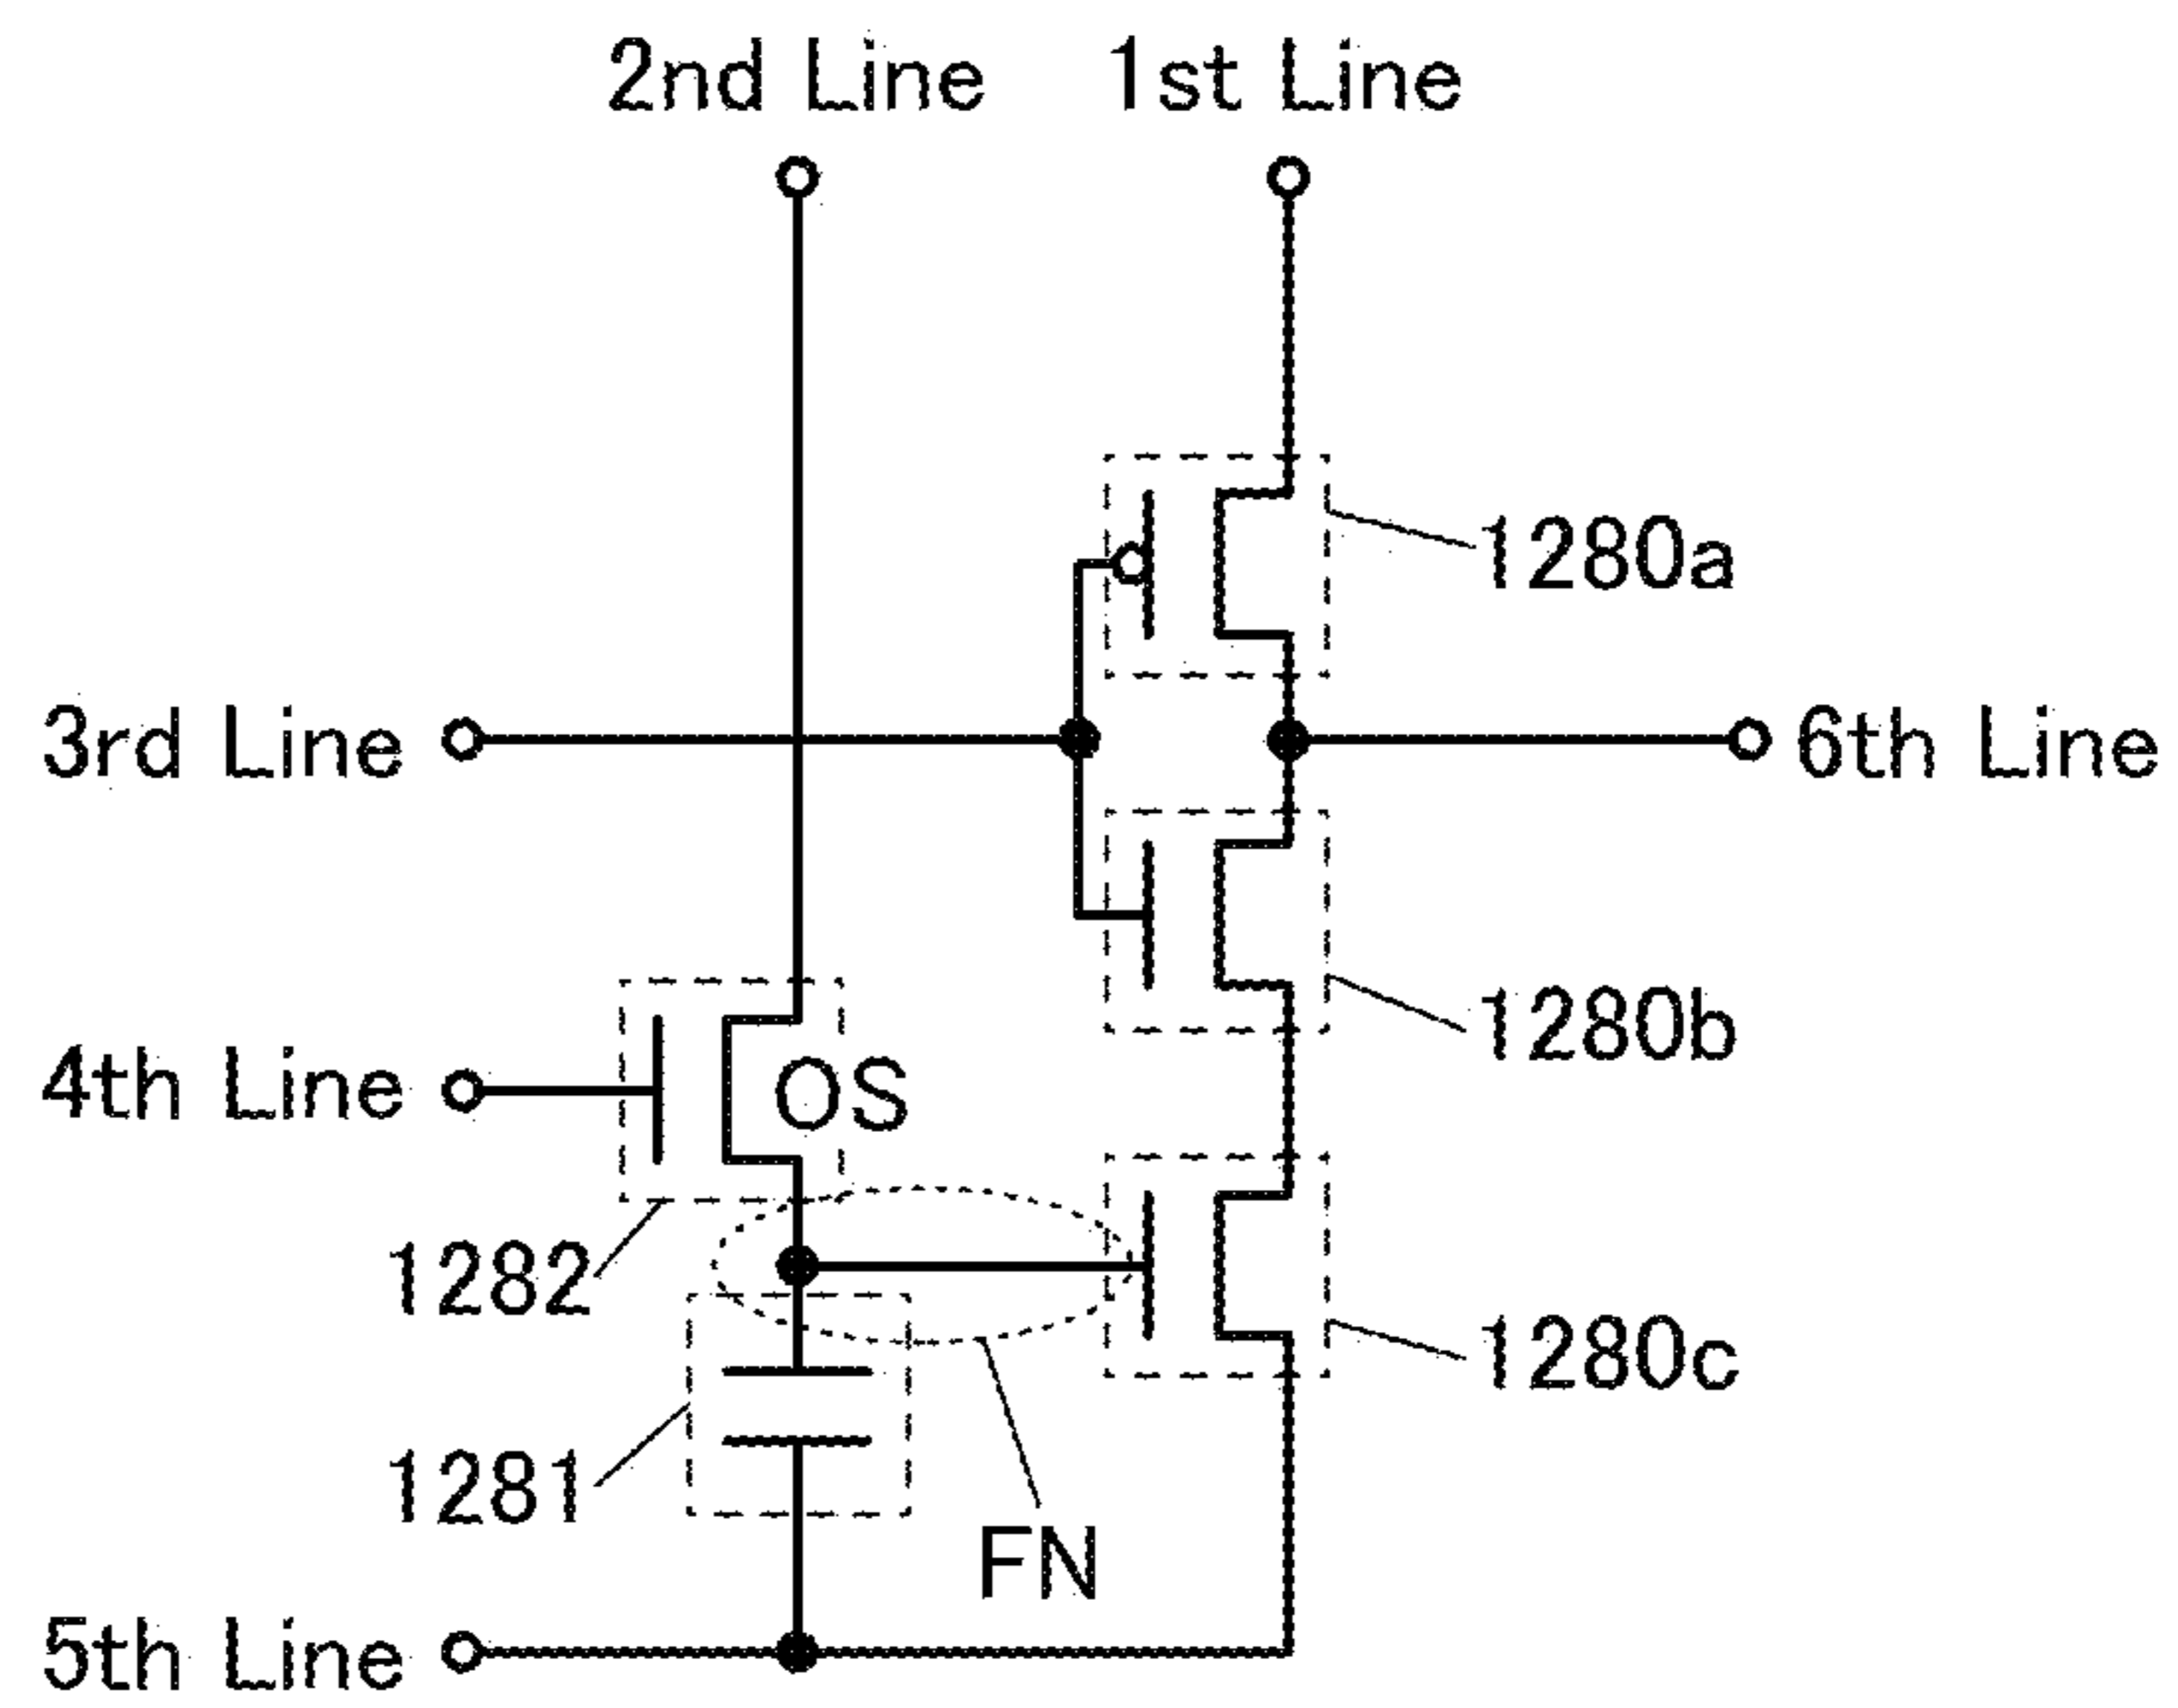 2nd Line
1st Line
1280a
3rd Line
6th Line
1280b
4th Line
OS
1282
1280c
1281
FN
5th Line